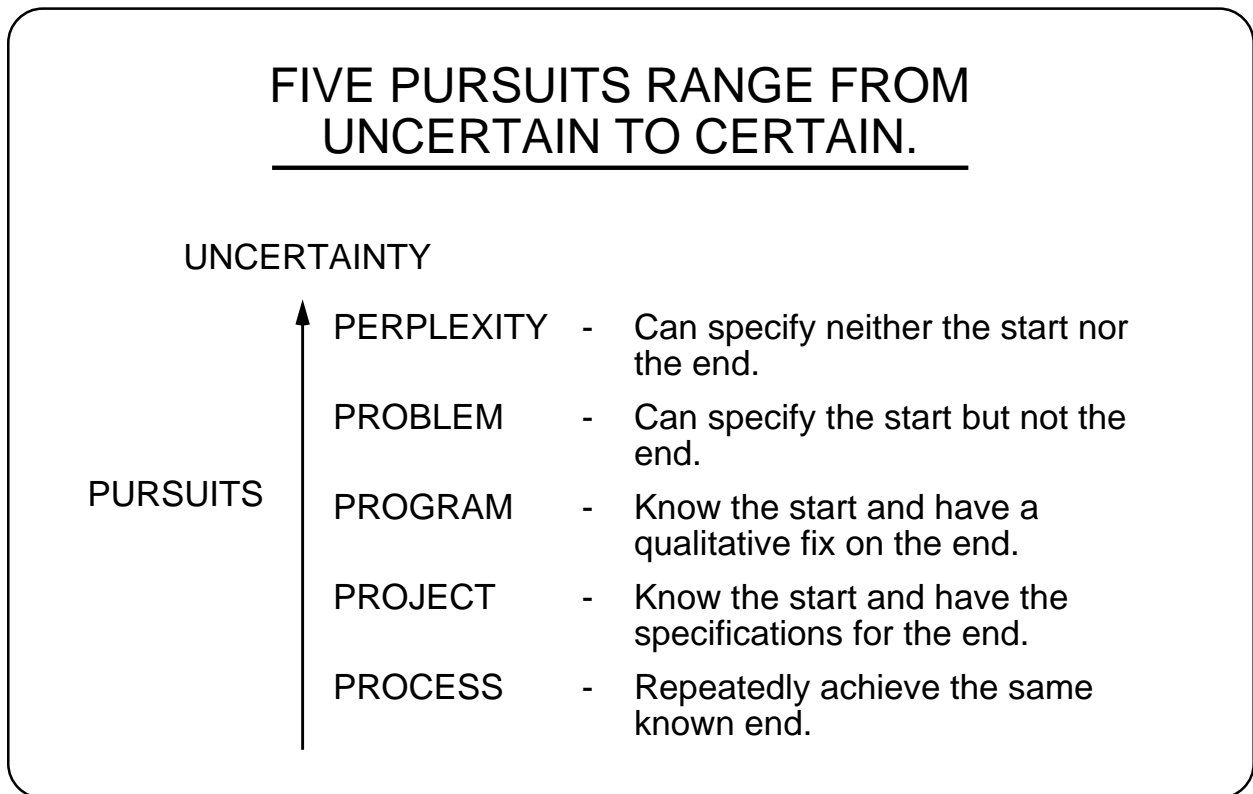 FIVE PURSUITS RANGE FROM
UNCERTAIN TO CERTAIN.
UNCERTAINTY
PERPLEXITY - Can specify neither the start nor
the end.
PROBLEM - Can specify the start but not the
end.
PURSUITS
PROGRAM - Know the start and have a
qualitative fix on the end.
PROJECT - Know the start and have the
specifications for the end.
PROCESS - Repeatedly achieve the same
known end.